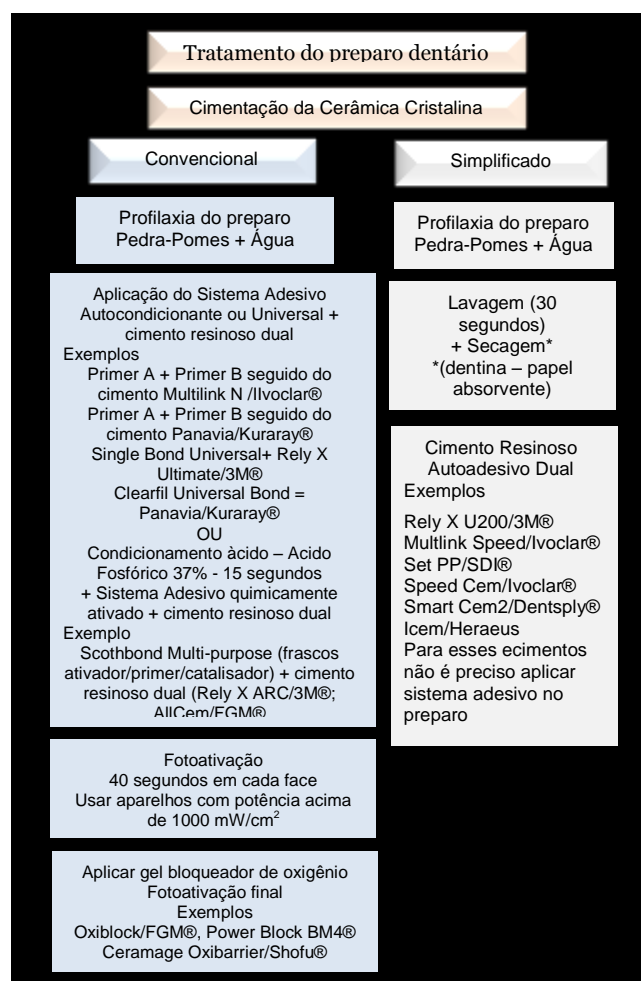 Tratamento do preparo dentário
Cimentação da Cerâmica Cristalina
Convencional
Profilaxia do preparo
Pedra-Pomes + Água
Aplicação do Sistema Adesivo
Autocondicionante ou Universal +
cimento resinoso dual
Exemplos
Primer A + Primer B seguido do
cimento Multilink N /IIvoclar®
Primer A + Primer B seguido do
cimento Panavia/Kuraray®
Single Bond Universal+ Rely X
Ultimate/3M®
Clearfil Universal Bond =
Panavia/Kuraray®
OU
Condicionamento àcido – Acido
Fosfórico 37% - 15 segundos
+ Sistema Adesivo quimicamente
ativado + cimento resinoso dual
Exemplo
Scothbond Multi-purpose (frascos
ativador/primer/catalisador) + cimento
resinoso dual (Rely X ARC/3M®;
AllCem/FGM®
Fotoativação
40 segundos em cada face
Usar aparelhos com potência acima
de 1000 mW/cm²
Aplicar gel bloqueador de oxigênio
Fotoativação final
Exemplos
Oxiblock/FGM®, Power Block BM4®
Ceramage Oxibarrier/Shofu®
Simplificado
Profilaxia do preparo
Pedra-Pomes + Água
Lavagem (30
segundos)
+ Secagem*
*(dentina – papel
absorvente)
Cimento Resinoso
Autoadesivo Dual
Exemplos
Rely X U200/3M®
Multlink Speed/Ivoclar®
Set PP/SDI®
Speed Cem/Ivoclar®
Smart Cem2/Dentsply®
Icem/Heraeus
Para esses ecimentos
não é preciso aplicar
sistema adesivo no
preparo